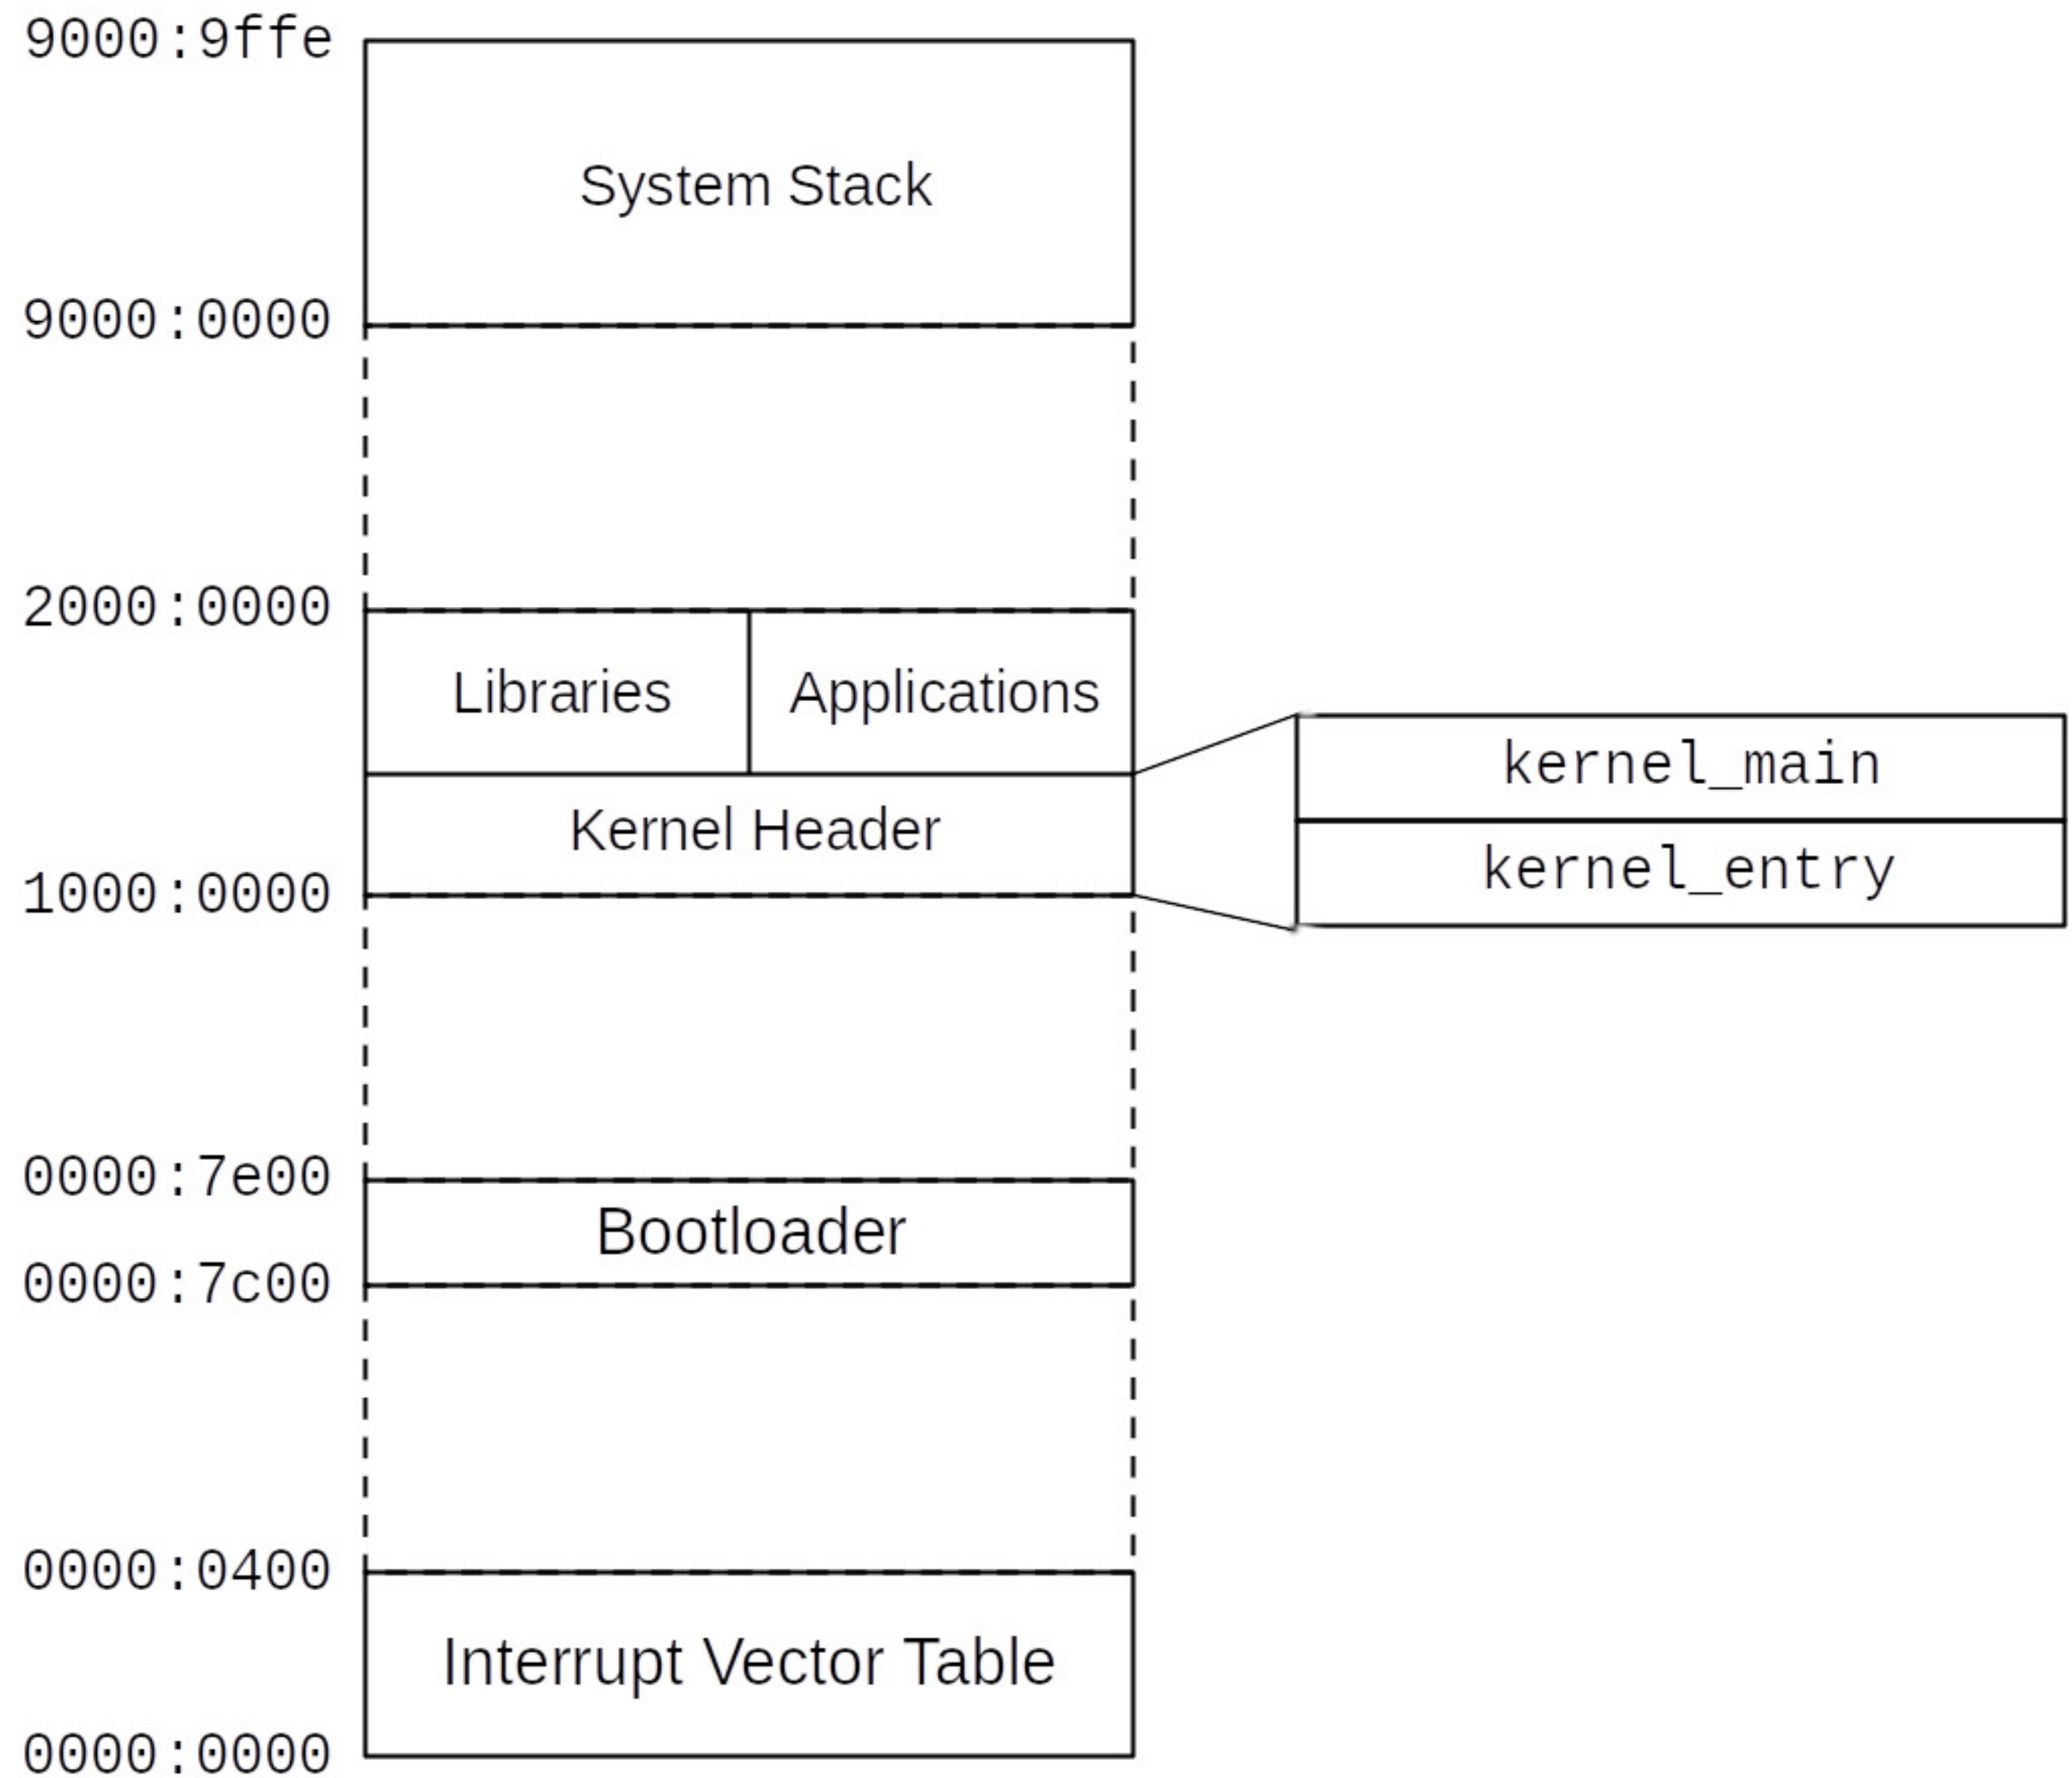 9000:9ffe
System Stack
9000:0000
2000:0000
Libraries
Applications
kernel_main
Kernel Header
kernel_entry
1000:0000
0000:7e00
Bootloader
0000:7c00
0000:0400
Interrupt Vector Table
0000:0000